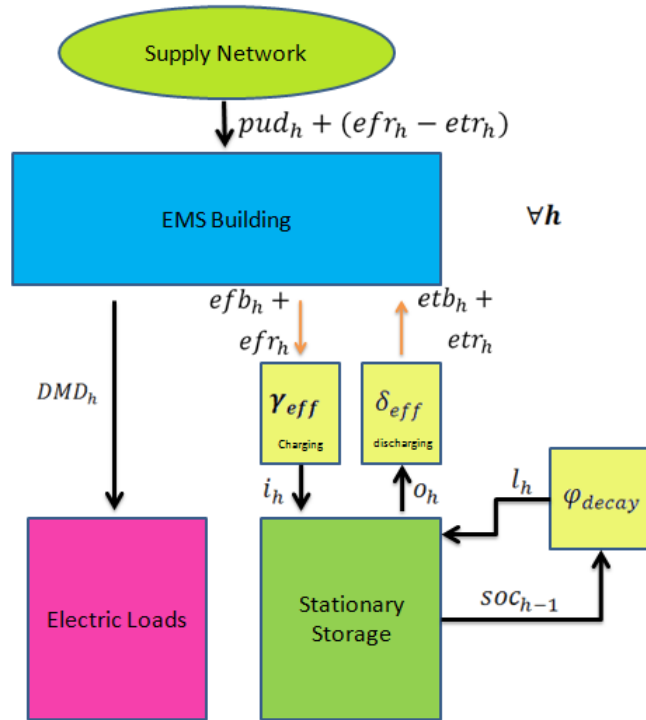 Supply Network
pud_h + (efr_h − etr_h)
EMS Building
∀h
efb_h +
efr_h
etb_h +
etr_h
DMD_h
γ_eff
Charging
δ_eff
discharging
i_h
o_h
l_h
φ_decay
Electric Loads
Stationary
Storage
soc_{h−1}